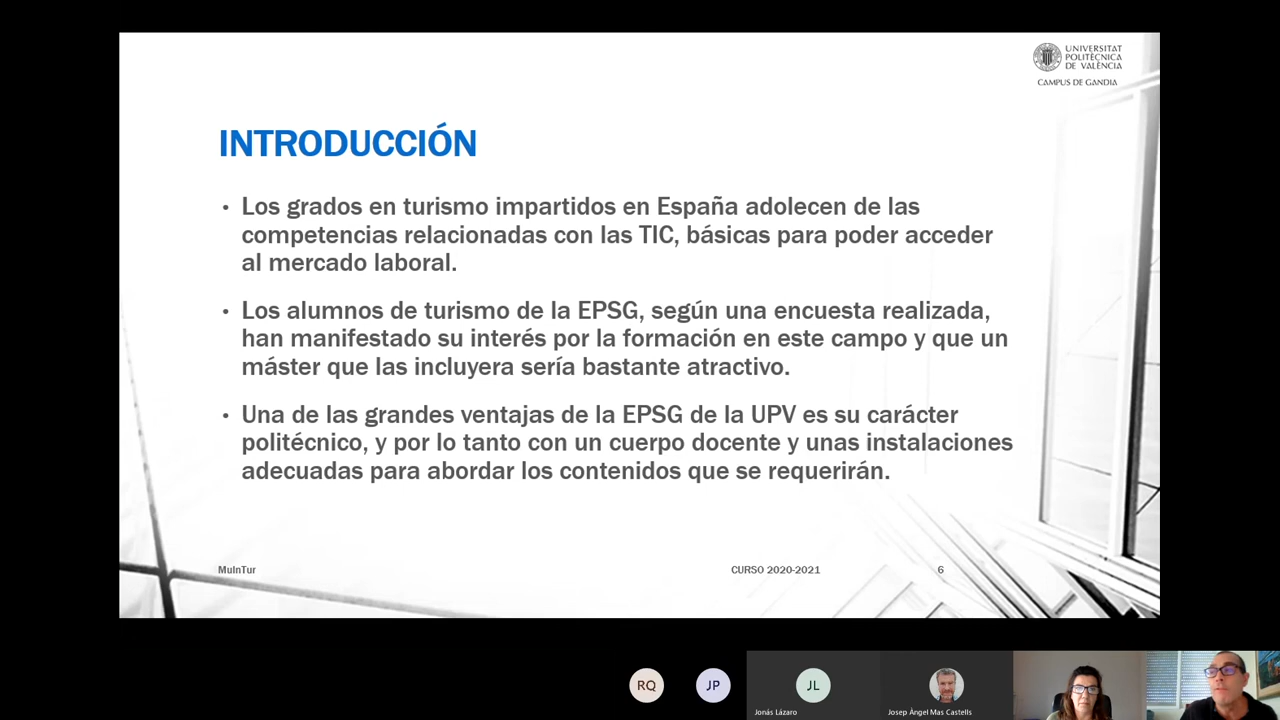 UNIVERSITAT
POLITÈCNICA
DE VALÈNCIA
CAMPUS DE GANDIA
INTRODUCCIÓN
• Los grados en turismo impartidos en España adolecen de las
competencias relacionadas con las TIC, básicas para poder acceder
al mercado laboral.
• Los alumnos de turismo de la EPSG, según una encuesta realizada,
han manifestado su interés por la formación en este campo y que un
máster que las incluyera sería bastante atractivo.
• Una de las grandes ventajas de la EPSG de la UPV es su carácter
politécnico, y por lo tanto con un cuerpo docente y unas instalaciones
adecuadas para abordar los contenidos que se requerirán.
MuInTur
CURSO 2020-2021
6
RQ
JP
JL
Jonás Lázaro
Josep Àngel Mas Castells